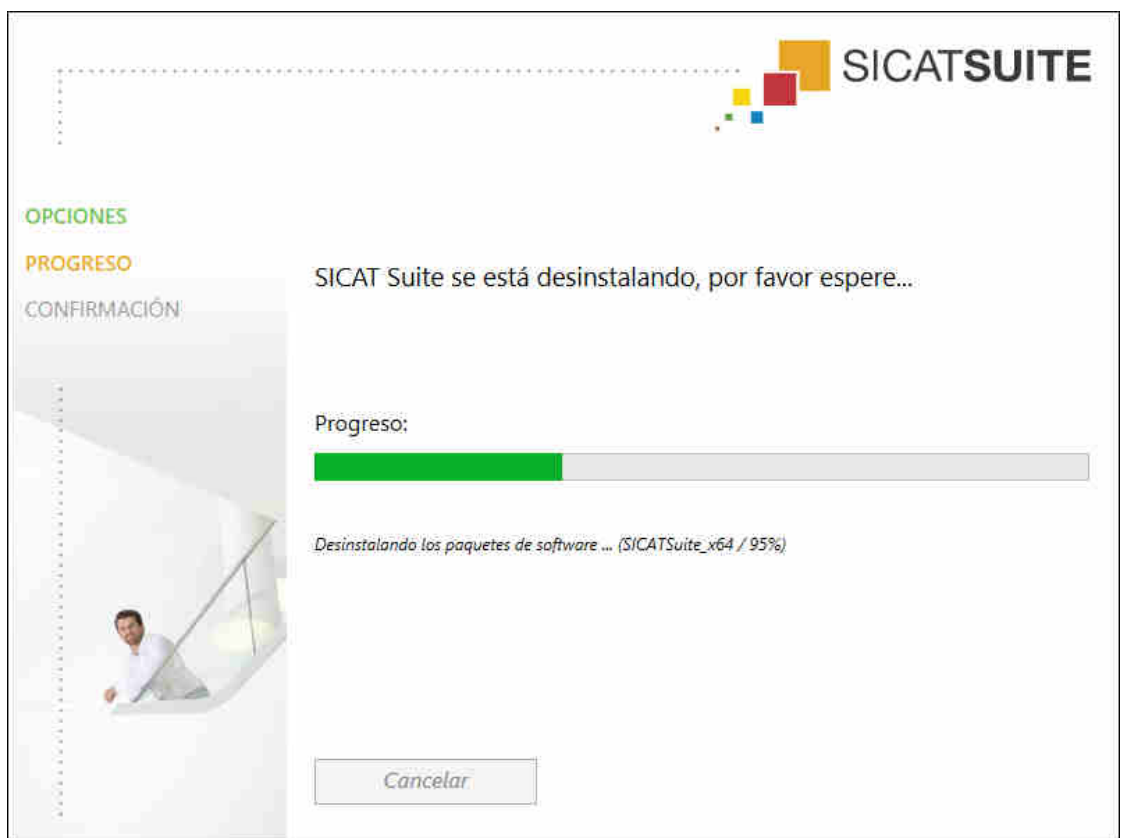 SICATSUITE
OPCIONES
PROGRESO
CONFIRMACIÓN
SICAT Suite se está desinstalando, por favor espere...
Progreso:
Desinstalando los paquetes de software ... (SICATSuite_x64 / 95%)
Cancelar